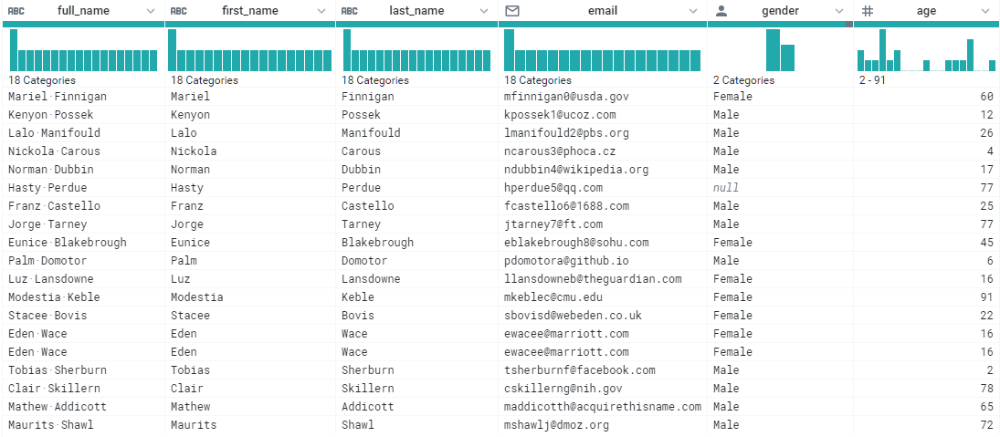 ABC full_name ABC first_name ABC last_name email gender # age
18 Categories 18 Categories 18 Categories 18 Categories 2 Categories 2 - 91
Mariel·Finnigan Mariel Finnigan mfinnigan0@usda.gov Female 60
Kenyon·Possek Kenyon Possek kpossek1@ucoz.com Male 12
Lalo·Manifould Lalo Manifould lmanifould2@pbs.org Male 26
Nickola·Carous Nickola Carous ncarous3@phoca.cz Male 4
Norman·Dubbin Norman Dubbin ndubbin4@wikipedia.org Male 17
Hasty·Perdue Hasty Perdue hperdue5@qq.com null 77
Franz·Castello Franz Castello fcastello6@1688.com Male 25
Jorge·Tarney Jorge Tarney jtarney7@ft.com Male 77
Eunice·Blakebrough Eunice Blakebrough eblakebrough8@sohu.com Female 45
Palm·Domotor Palm Domotor pdomotora@github.io Male 6
Luz·Lansdowne Luz Lansdowne llansdowneb@theguardian.com Female 16
Modestia·Keble Modestia Keble mkeblec@cmu.edu Female 91
Stacee·Bovis Stacee Bovis sbovisd@webeden.co.uk Female 22
Eden·Wace Eden Wace ewacee@marriott.com Female 16
Eden·Wace Eden Wace ewacee@marriott.com Female 16
Tobias·Sherburn Tobias Sherburn tsherburnf@facebook.com Male 2
Clair·Skillern Clair Skillern cskillerng@nih.gov Male 78
Mathew·Addicott Mathew Addicott maddicotth@acquirethisname.com Male 65
Maurits·Shawl Maurits Shawl mshawlj@dmoz.org Male 72